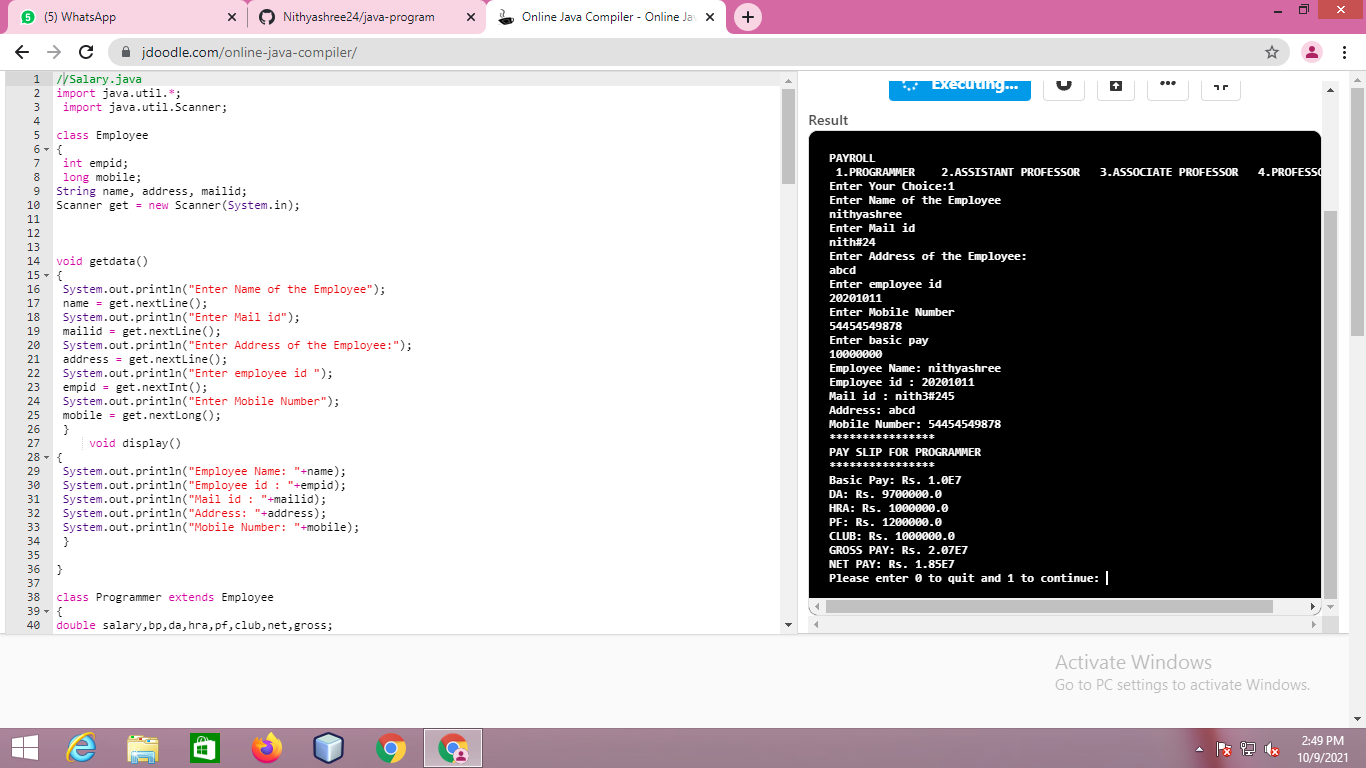 (5) WhatsApp
Nithyashree24/java-program
Online Java Compiler - Online Jav
jdoodle.com/online-java-compiler/
1 //Salary.java
2 import java.util.*;
3 import java.util.Scanner;
4
5 class Employee
6 {
7 int empid;
8 long mobile;
9 String name, address, mailid;
10 Scanner get = new Scanner(System.in);
11
12
13
14 void getdata()
15 {
16 System.out.println("Enter Name of the Employee");
17 name = get.nextLine();
18 System.out.println("Enter Mail id");
19 mailid = get.nextLine();
20 System.out.println("Enter Address of the Employee:");
21 address = get.nextLine();
22 System.out.println("Enter employee id ");
23 empid = get.nextInt();
24 System.out.println("Enter Mobile Number");
25 mobile = get.nextLong();
26 }
27 void display()
28 {
29 System.out.println("Employee Name: "+name);
30 System.out.println("Employee id : "+empid);
31 System.out.println("Mail id : "+mailid);
32 System.out.println("Address: "+address);
33 System.out.println("Mobile Number: "+mobile);
34 }
35
36 }
37
38 class Programmer extends Employee
39 {
40 double salary,bp,da,hra,pf,club,net,gross;
Executing...
Result
PAYROLL
1.PROGRAMMER 2.ASSISTANT PROFESSOR 3.ASSOCIATE PROFESSOR 4.PROFESSO
Enter Your Choice:1
Enter Name of the Employee
nithyashree
Enter Mail id
nith#24
Enter Address of the Employee:
abcd
Enter employee id
20201011
Enter Mobile Number
54454549878
Enter basic pay
10000000
Employee Name: nithyashree
Employee id : 20201011
Mail id : nith3#245
Address: abcd
Mobile Number: 54454549878
****************
PAY SLIP FOR PROGRAMMER
****************
Basic Pay: Rs. 1.0E7
DA: Rs. 9700000.0
HRA: Rs. 1000000.0
PF: Rs. 1200000.0
CLUB: Rs. 1000000.0
GROSS PAY: Rs. 2.07E7
NET PAY: Rs. 1.85E7
Please enter 0 to quit and 1 to continue:
Activate Windows
Go to PC settings to activate Windows.
2:49 PM
10/9/2021